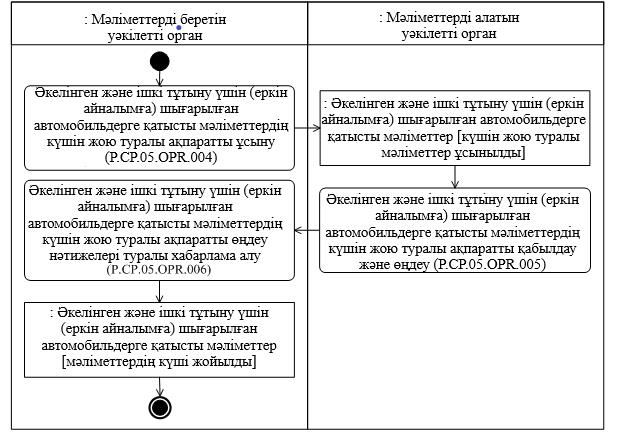 : Мәліметтерді беретін
уәкілетті орган
: Мәліметтерді алатын
уәкілетті орган
Әкелінген және ішкі тұтыну үшін (еркін
айналымға) шығарылған
автомобильдерге қатысты мәліметтердің
күшін жою туралы ақпаратты ұсыну
(P.CP.05.OPR.004)
: Әкелінген және ішкі тұтыну үшін (еркін
айналымға) шығарылған автомобильдерге
қатысты мәліметтер [күшін жою туралы
мәліметтер ұсынылды]
Әкелінген және ішкі тұтыну үшін (еркін
айналымға) шығарылған
автомобильдерге қатысты мәліметтердің
күшін жою туралы ақпаратты қабылдау
және өңдеу (P.CP.05.OPR.005)
Әкелінген және ішкі тұтыну үшін (еркін
айналымға) шығарылған
автомобильдерге қатысты мәліметтердің
күшін жою туралы ақпаратты өңдеу
нәтижелері туралы хабарлама алу
(P.CP.05.OPR.006)
: Әкелінген және ішкі тұтыну үшін
(еркін айналымға) шығарылған
автомобильдерге қатысты мәліметтер
[мәліметтердің күші жойылды]